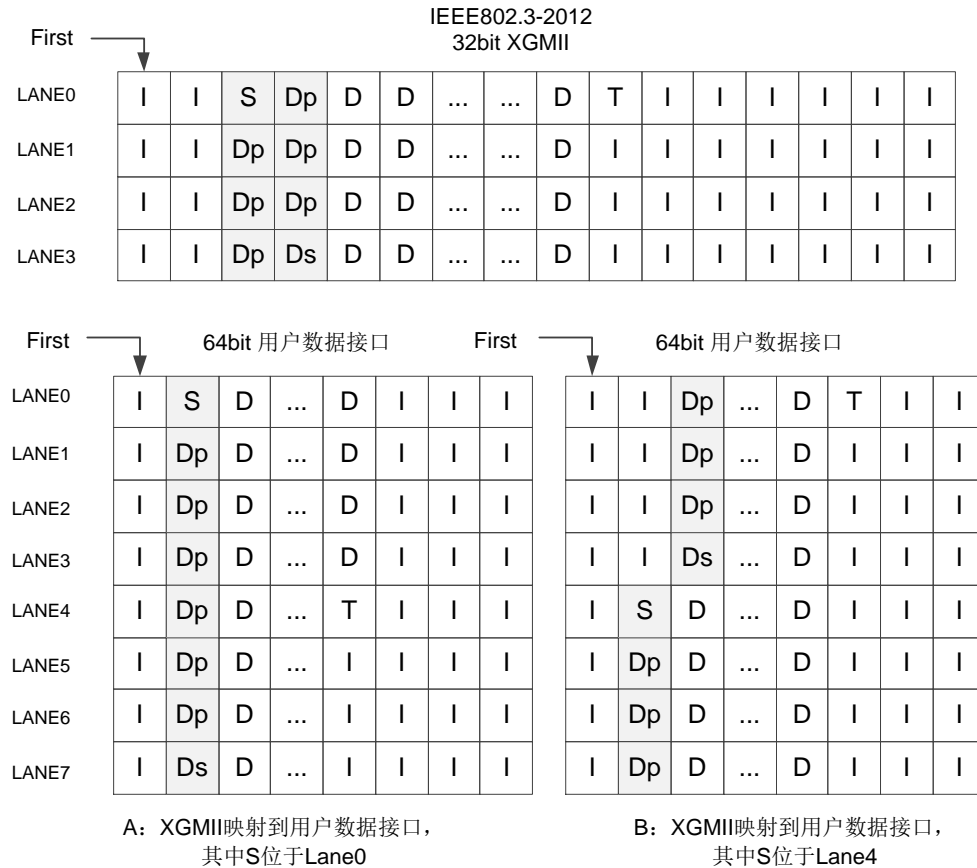 IEEE802.3-2012
32bit XGMII
First
LANE0 I I S Dp D D ... ... D T I I I I I I I
LANE1 I I Dp Dp D D ... ... D I I I I I I I I
LANE2 I I Dp Dp D D ... ... D I I I I I I I I
LANE3 I I Dp Ds D D ... ... D I I I I I I I I
First 64bit 用户数据接口 First 64bit 用户数据接口
LANE0 I S D ... D I I I I I Dp ... D T I I
LANE1 I Dp D ... D I I I I I Dp ... D I I I
LANE2 I Dp D ... D I I I I I Dp ... D I I I
LANE3 I Dp D ... D I I I I I Ds ... D I I I
LANE4 I Dp D ... T I I I I S D D I I I
LANE5 I Dp D ... I I I I I Dp D ... D I I I
LANE6 I Dp D ... I I I I I Dp D ... D I I I
LANE7 I Ds D ... I I I I I Dp D ... D I I I
A：XGMII映射到用户数据接口，
其中S位于Lane0
B：XGMII映射到用户数据接口，
其中S位于Lane4